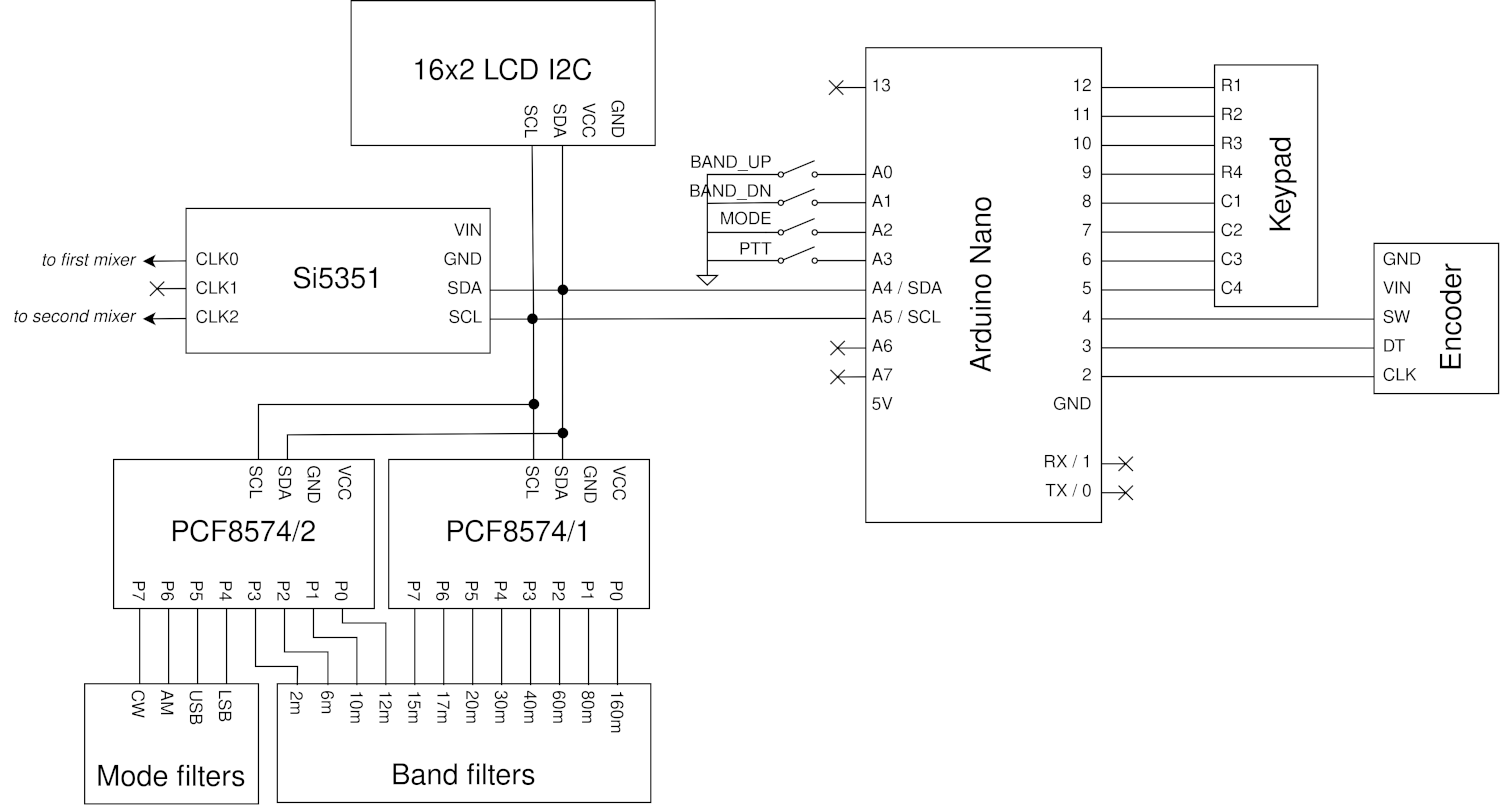 16x2 LCD I2C
SCL
SDA
VCC
GND
Si5351
VIN
GND
SDA
SCL
CLK0
CLK1
CLK2
to first mixer
to second mixer
BAND_UP
BAND_DN
MODE
PTT
Arduino Nano
13
A0
A1
A2
A3
A4 / SDA
A5 / SCL
A6
A7
5V
12
11
10
9
8
7
6
5
4
3
2
GND
RX / 1
TX / 0
Keypad
R1
R2
R3
R4
C1
C2
C3
C4
Encoder
GND
VIN
SW
DT
CLK
SCL
SDA
GND
VCC
PCF8574/2
P7
P6
P5
P4
P3
P2
P1
P0
SCL
SDA
GND
VCC
PCF8574/1
P7
P6
P5
P4
P3
P2
P1
P0
CW
AM
USB
LSB
Mode filters
2m
6m
10m
12m
15m
17m
20m
30m
40m
60m
80m
160m
Band filters